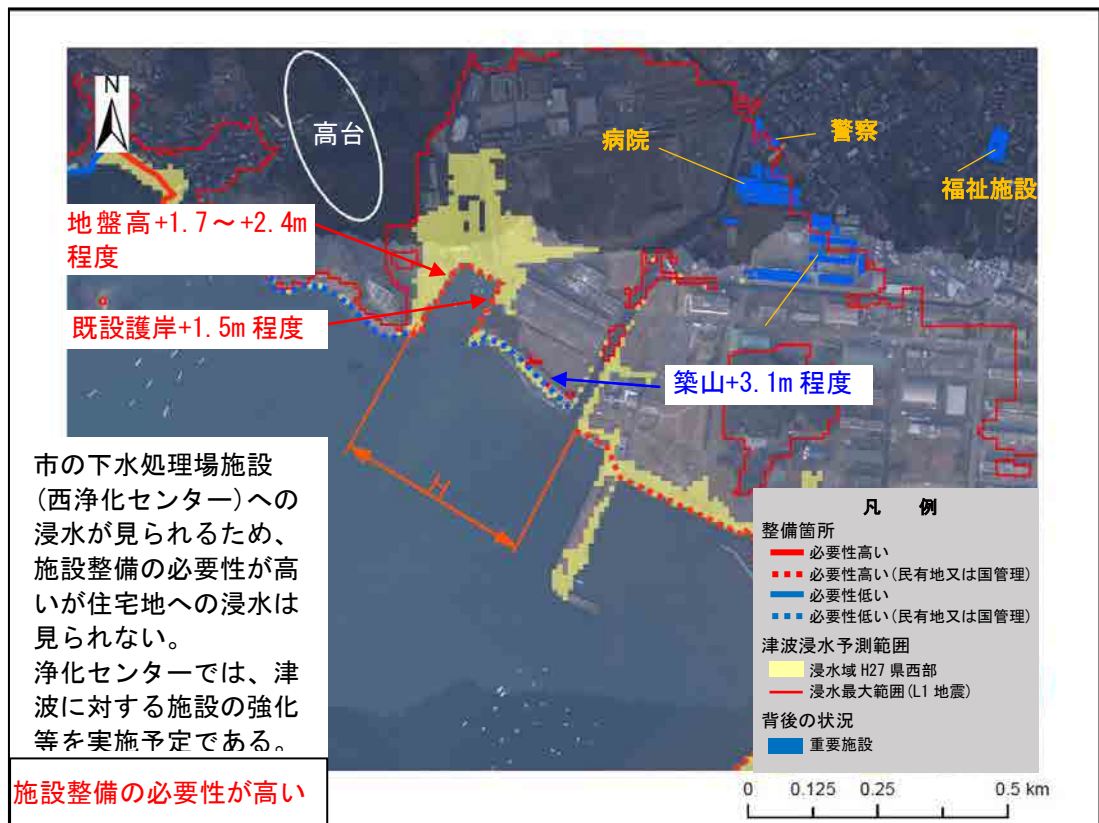 N
高台
病院
警察
福祉施設
地盤高+1.7～+2.4m
程度
既設護岸+1.5m 程度
築山+3.1m 程度
H
市の下水処理場施設
(西浄化センター)への
浸水が見られるため、
施設整備の必要性が高
いが住宅地への浸水は
見られない。
浄化センターでは、津
波に対する施設の強化
等を実施予定である。
施設整備の必要性が高い
凡 例
整備箇所
必要性高い
必要性高い(民有地又は国管理)
必要性低い
必要性低い(民有地又は国管理)
津波浸水予測範囲
浸水域 H27 県西部
浸水最大範囲(L1 地震)
背後の状況
重要施設
0 0.125 0.25 0.5 km